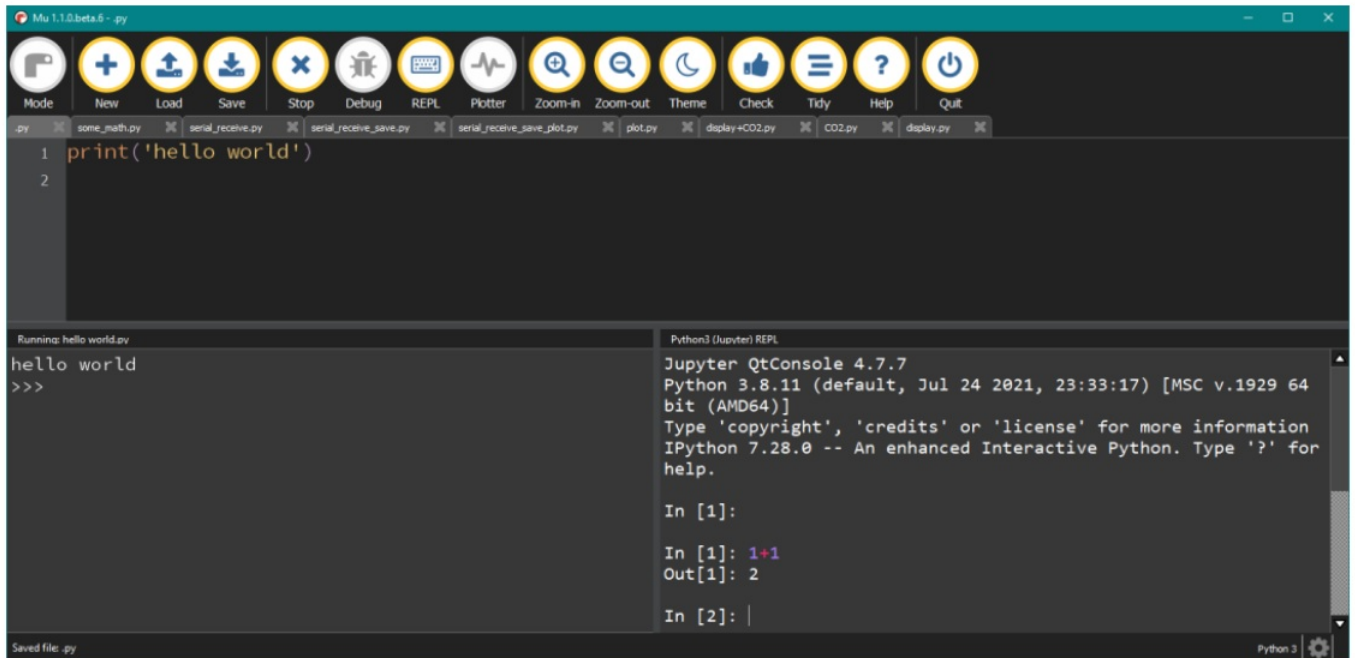 Mu 1.1.0.beta.6 - .py
Mode New Load Save Stop Debug REPL Plotter Zoom-in Zoom-out Theme Check Tidy Help Quit
.py some_math.py serial_receive.py serial_receive_save.py serial_receive_save_plot.py plot.py display+CO2.py CO2.py display.py
1 print('hello world')
2
Running: hello world.py
hello world
>>>
Python3 (Jupyter) REPL
Jupyter QtConsole 4.7.7
Python 3.8.11 (default, Jul 24 2021, 23:33:17) [MSC v.1929 64
bit (AMD64)]
Type 'copyright', 'credits' or 'license' for more information
IPython 7.28.0 -- An enhanced Interactive Python. Type '?' for
help.
In [1]:
In [1]: 1+1
Out[1]: 2
In [2]:
Saved file: .py
Python 3